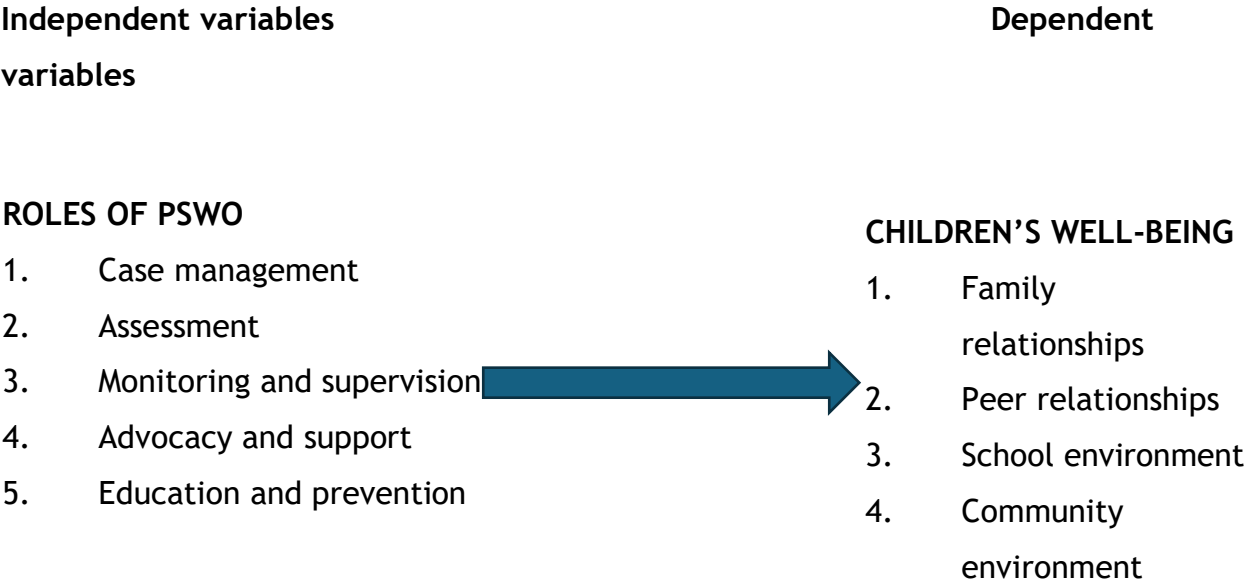 Independent variables Dependent
variables
ROLES OF PSWO
1. Case management
2. Assessment
3. Monitoring and supervision
4. Advocacy and support
5. Education and prevention
CHILDREN’S WELL-BEING
1. Family
relationships
2. Peer relationships
3. School environment
4. Community
environment